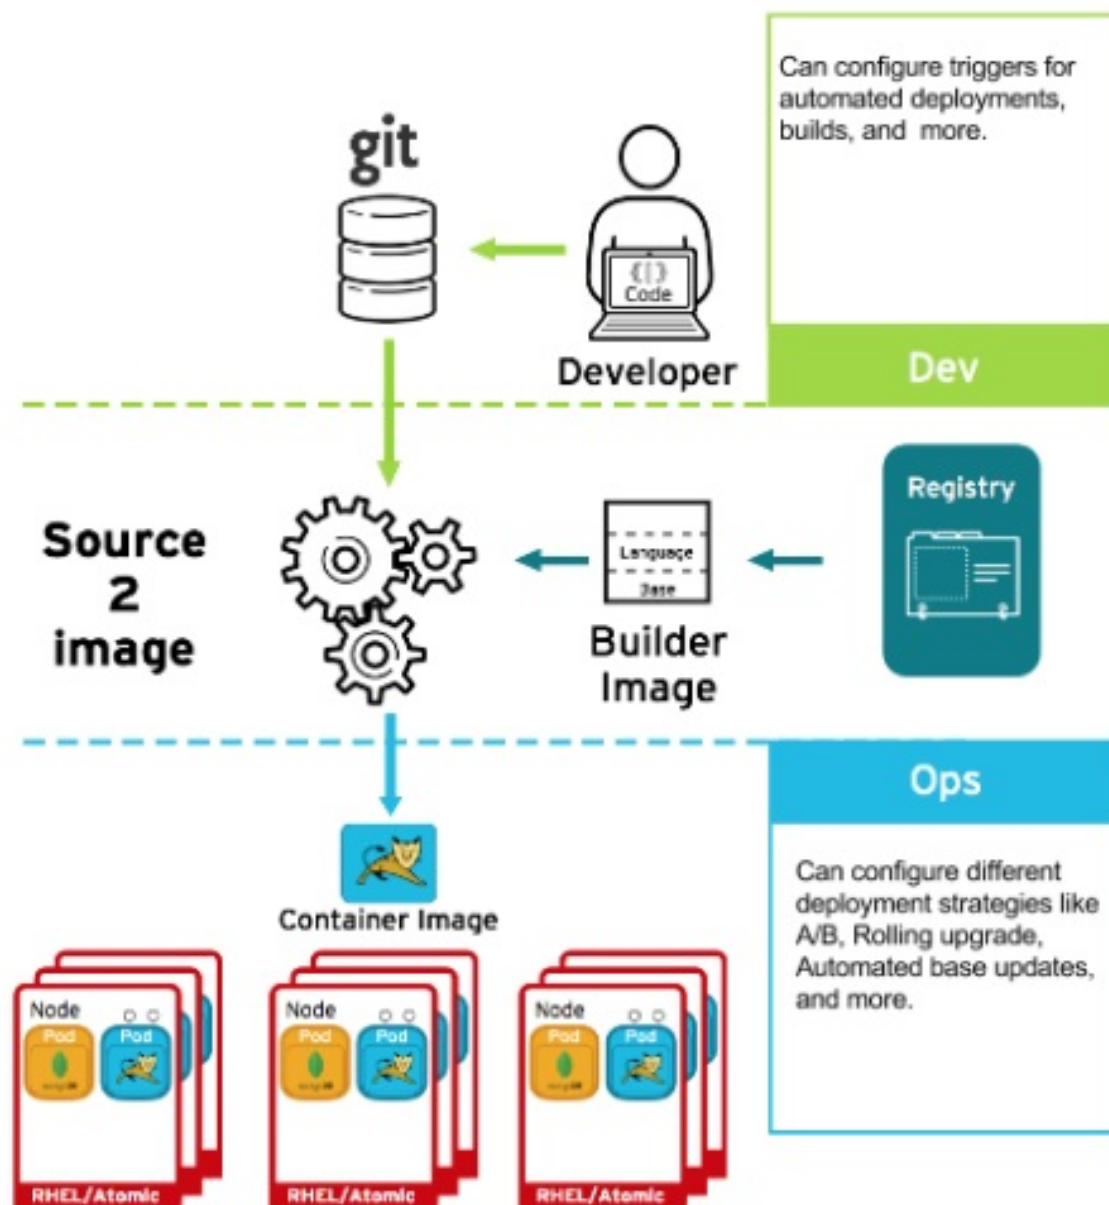 Can configure triggers for
automated deployments,
builds, and more.
git
{[}
Code
Developer
Dev
Source
2
image
Language
Base
Builder
Image
Registry
Ops
Container Image
Can configure different
deployment strategies like
A/B, Rolling upgrade,
Automated base updates,
and more.
Node
Pod
Pod
RHEL/Atomic
Node
Pod
Pod
RHEL/Atomic
Node
Pod
Pod
RHEL/Atomic